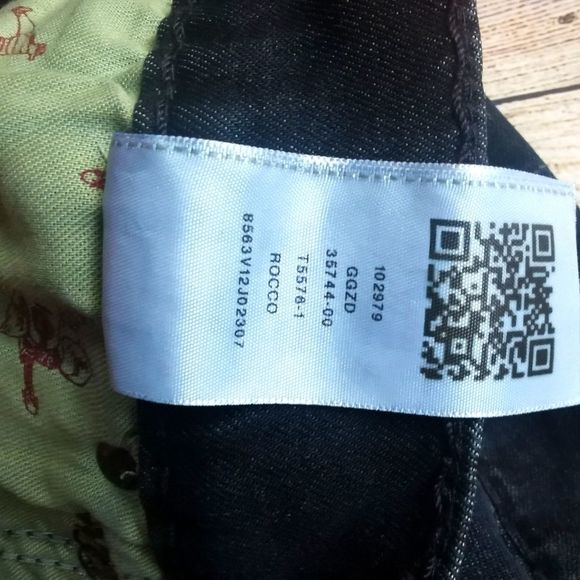 102979
GGZD
35744-00
T5576-1
ROCCO
8563V12J02307